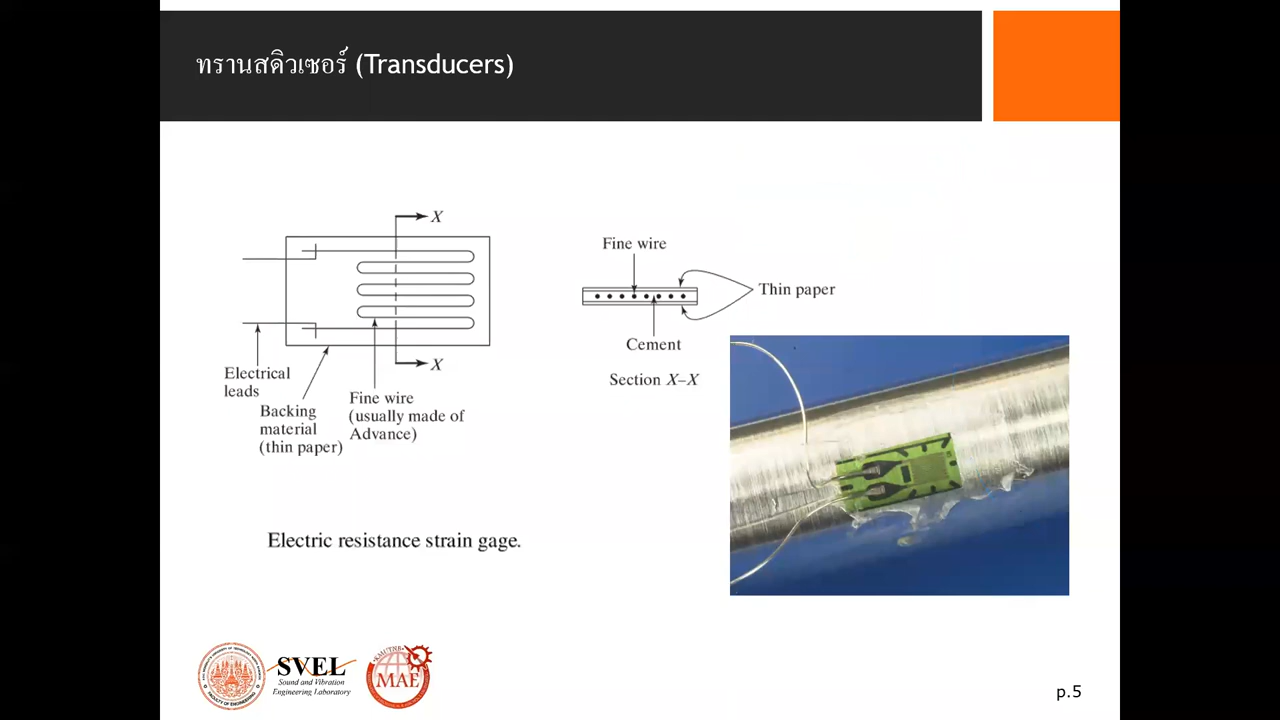 ทรานสดิวเซอร์ (Transducers)
X
Fine wire
Thin paper
Cement
X
Section X–X
Electrical
leads
Backing
material
(thin paper)
Fine wire
(usually made of
Advance)
Electric resistance strain gage.
SVEL
Sound and Vibration
Engineering Laboratory
KMUTNB
MAE
p.5